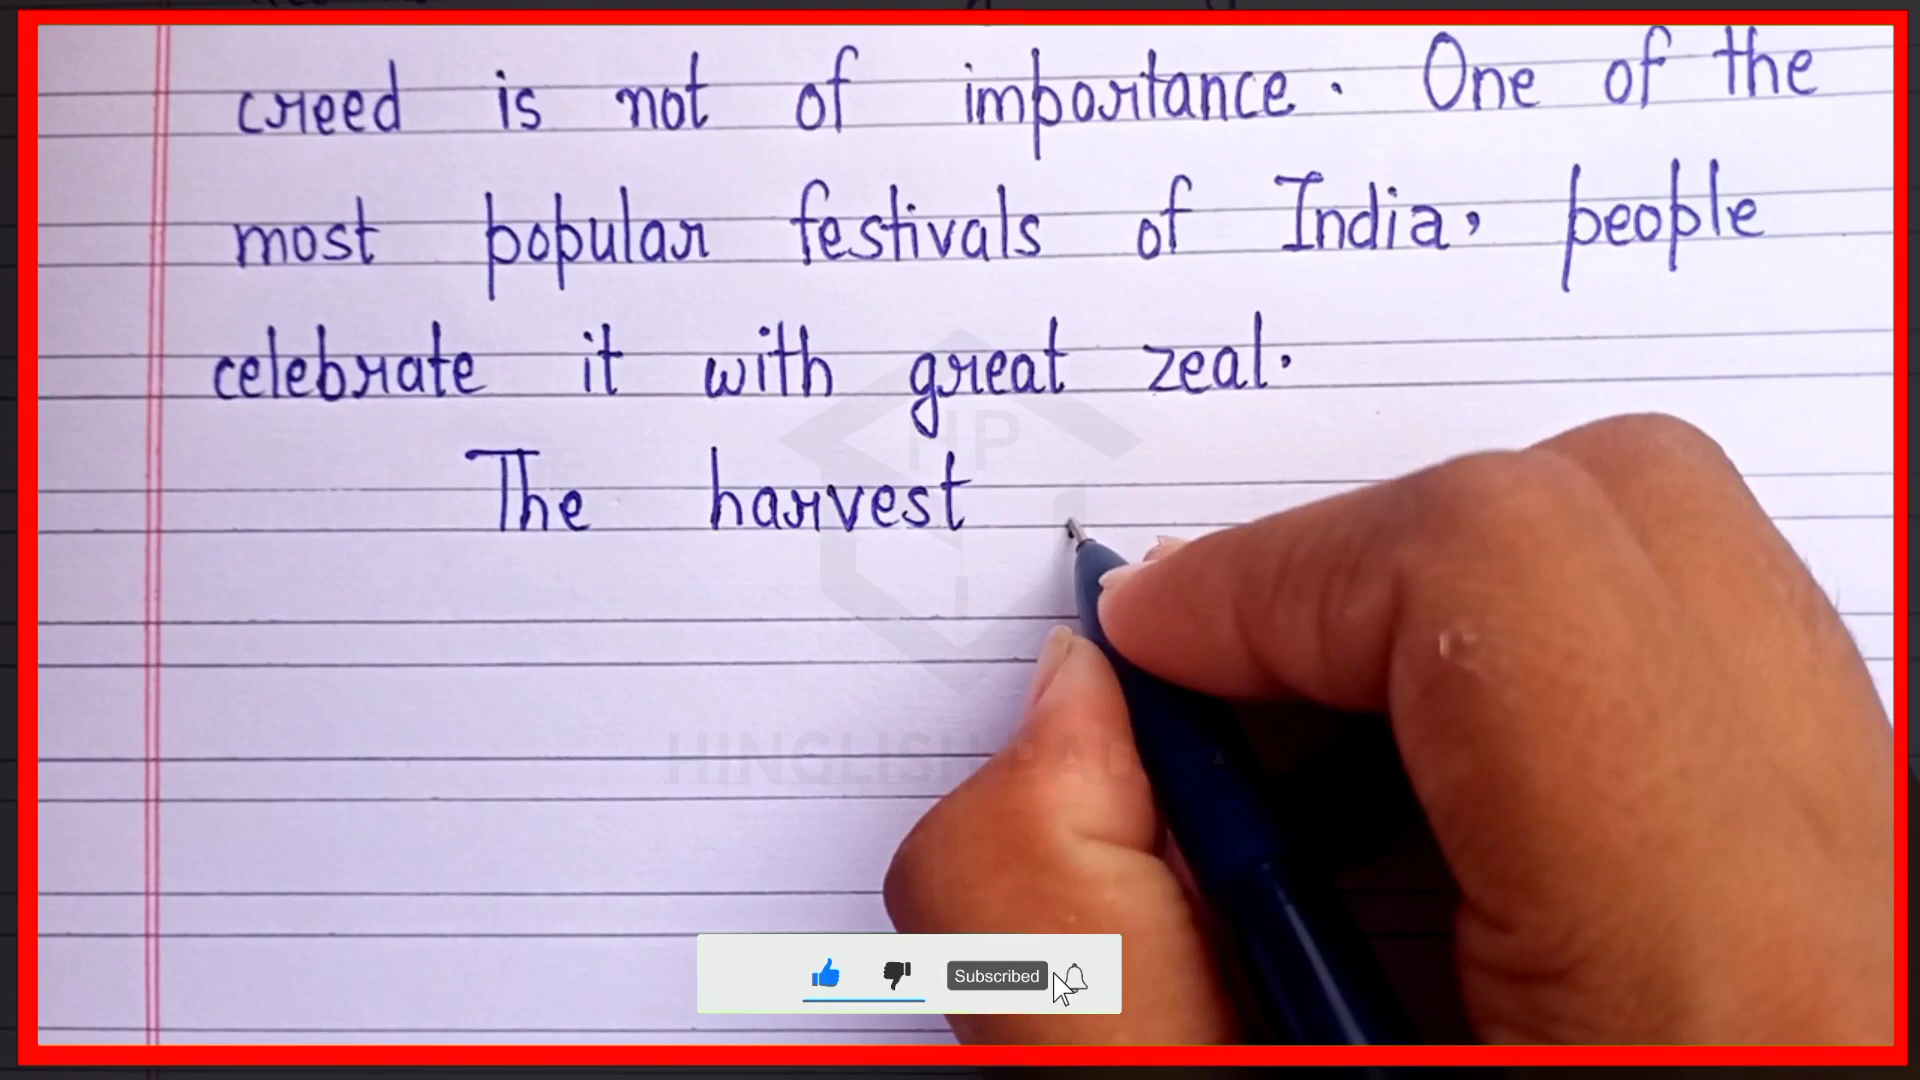 creed is not of importance. One of the
most popular festivals of India, people
celebrate it with great zeal.
The harvest
HP
Subscribed